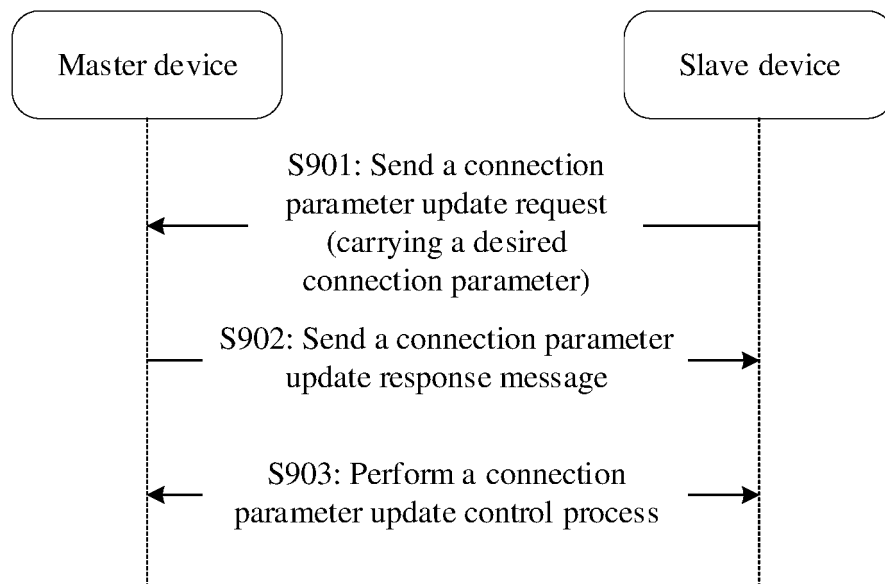 Master device
Slave device
S901: Send a connection
parameter update request
(carrying a desired
connection parameter)
S902: Send a connection parameter
update response message
S903: Perform a connection
parameter update control process